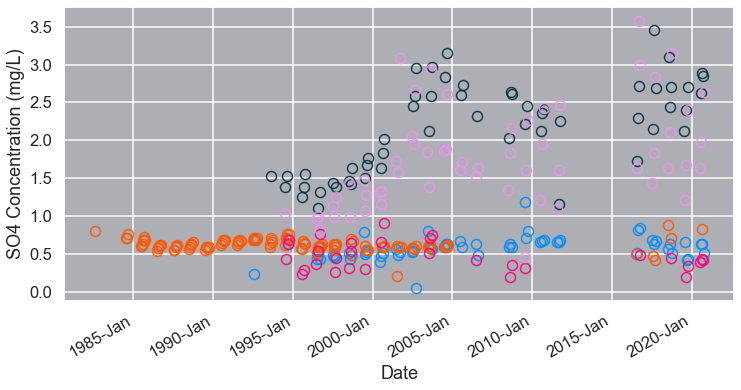 SO4 Concentration (mg/L)
3.5
3.0
2.5
2.0
1.5
1.0
0.5
0.0
1985-Jan
1990-Jan
1995-Jan
2000-Jan
2005-Jan
2010-Jan
2015-Jan
2020-Jan
Date